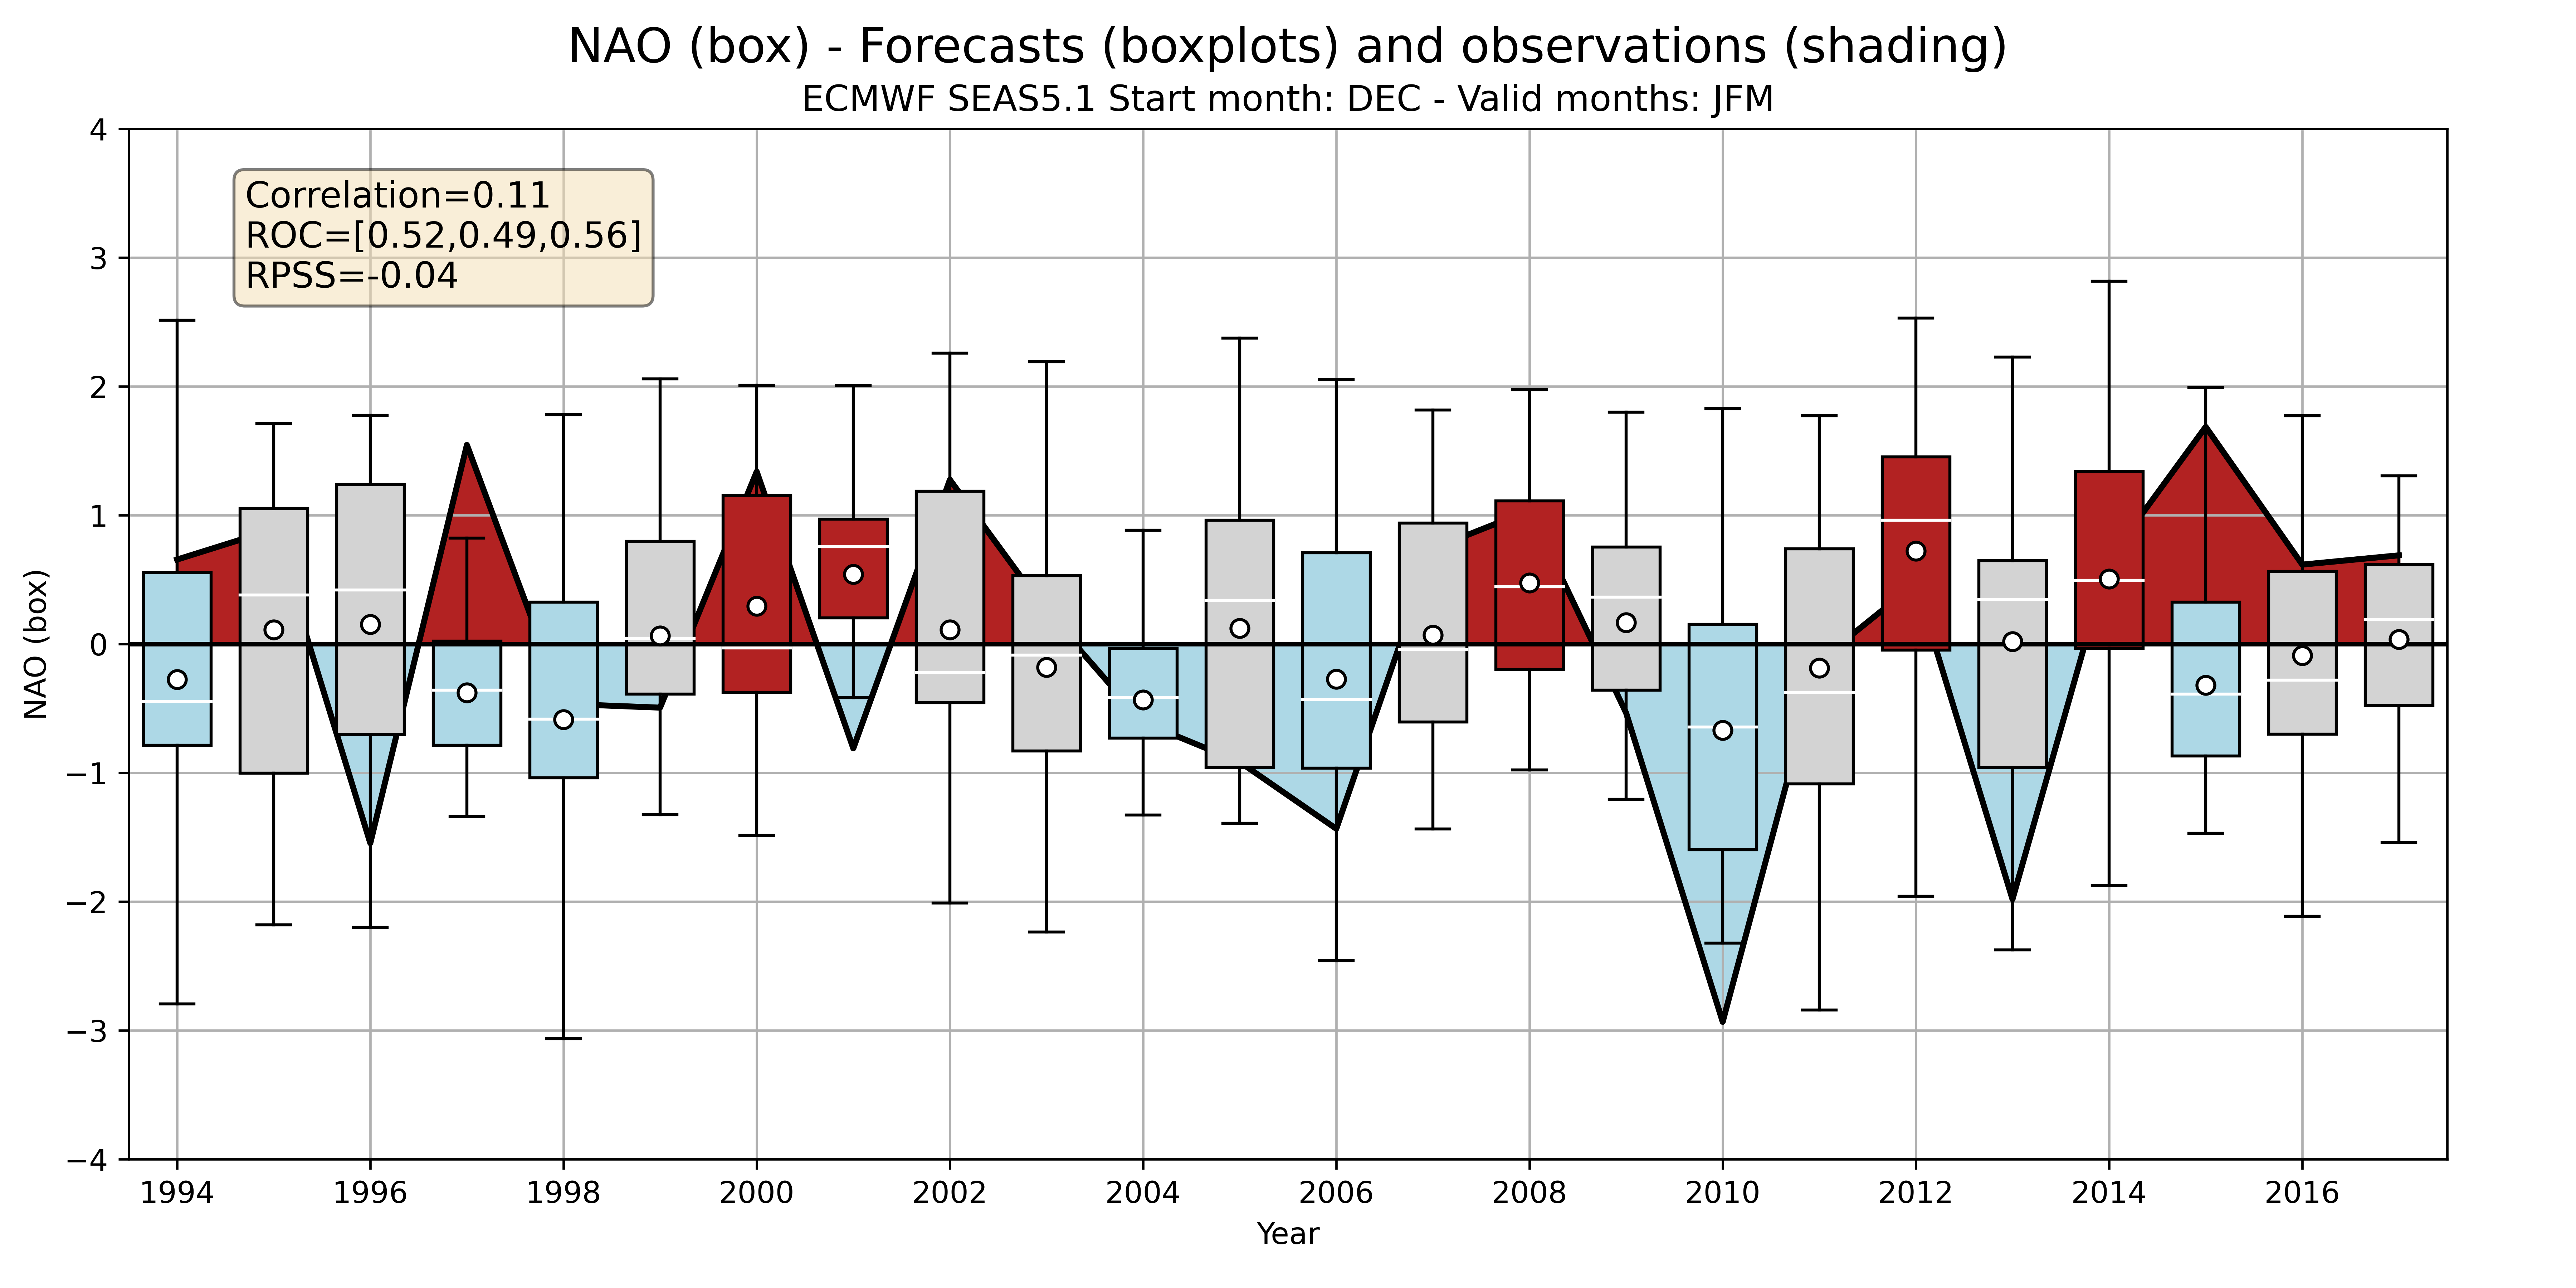 NAO (box) - Forecasts (boxplots) and observations (shading)
ECMWF SEAS5.1 Start month: DEC - Valid months: JFM
Correlation=0.11
ROC=[0.52,0.49,0.56]
RPSS=-0.04
NAO (box)
4
3
2
1
0
−1
−2
−3
−4
1994 1996 1998 2000 2002 2004 2006 2008 2010 2012 2014 2016
Year